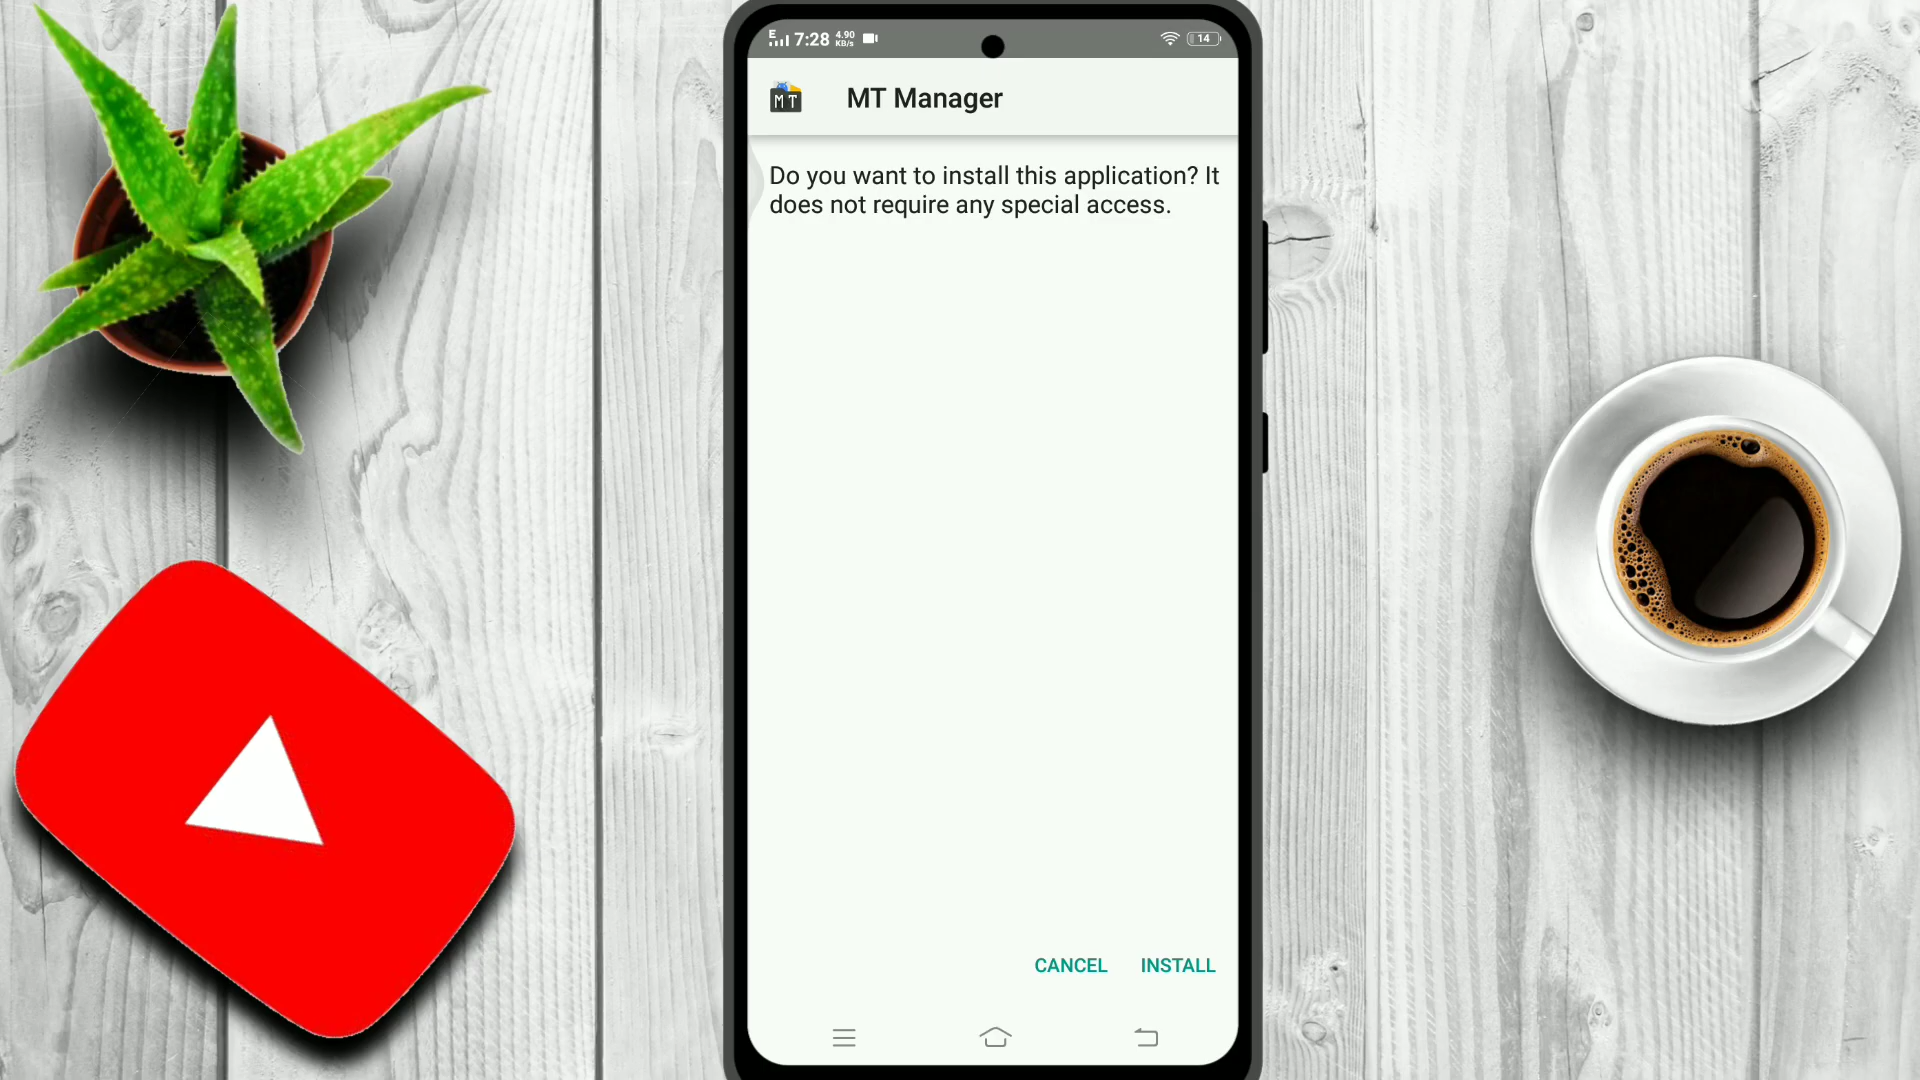 E 7:28 4.90 KB/s 14
MT MT Manager
Do you want to install this application? It
does not require any special access.
CANCEL INSTALL